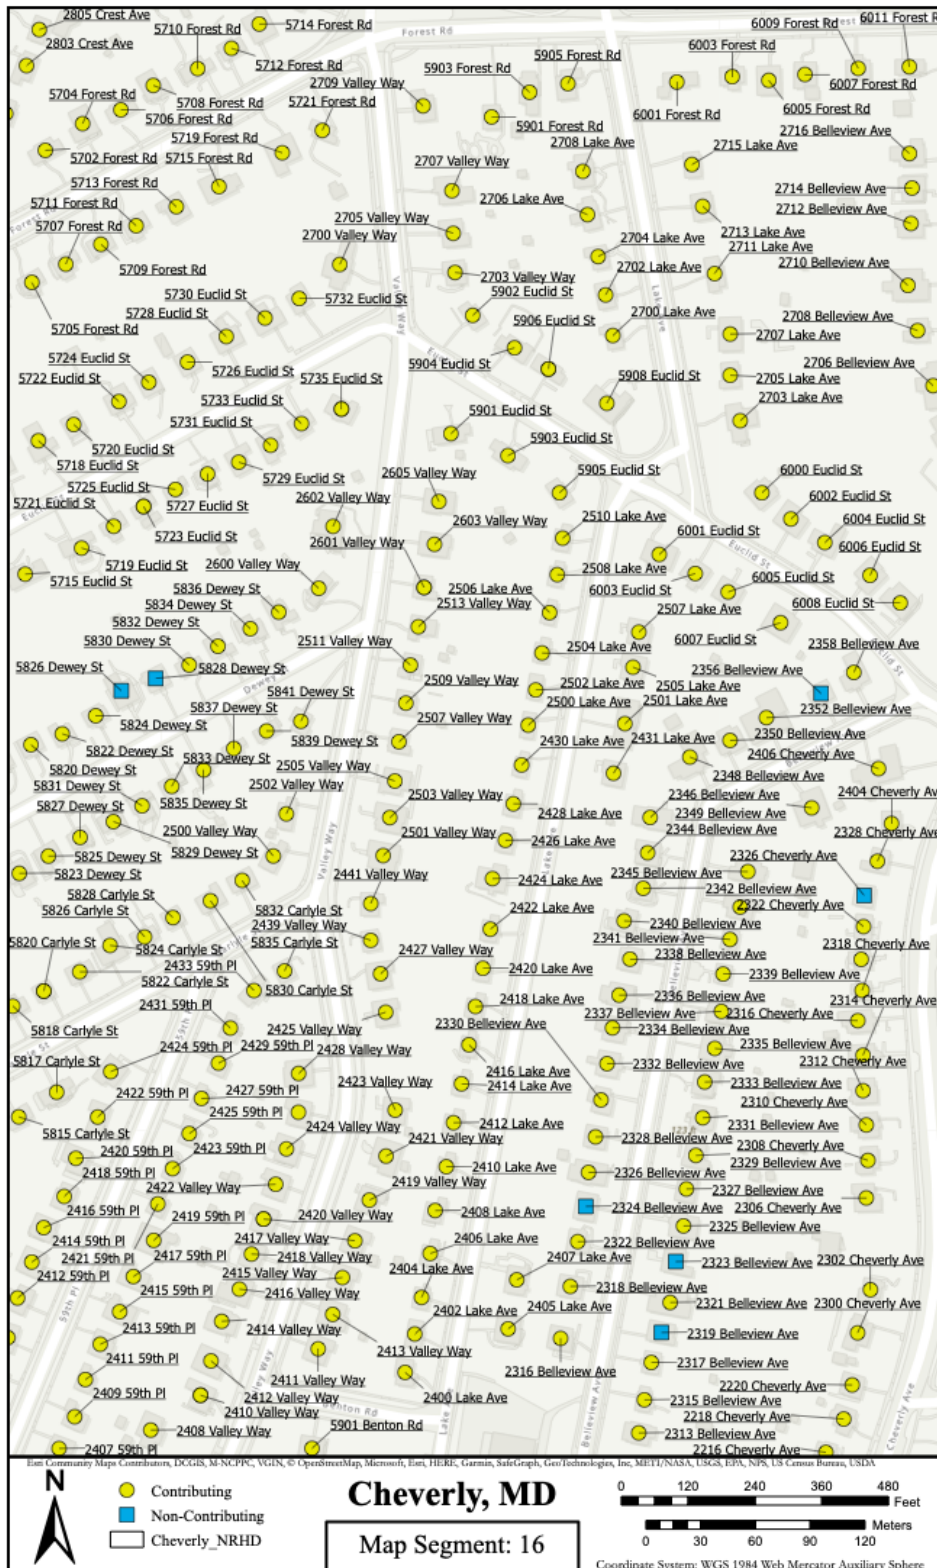 2805 Crest Ave
5710 Forest Rd
5714 Forest Rd
Forest Rd
6009 Forest Rd
6011 Forest R
2803 Crest Ave
5712 Forest Rd
5905 Forest Rd
6003 Forest Rd
5903 Forest Rd
2709 Valley Way
6007 Forest Rd
5704 Forest Rd
5708 Forest Rd
5706 Forest Rd
5721 Forest Rd
5901 Forest Rd
6001 Forest Rd
6005 Forest Rd
5719 Forest Rd
2708 Lake Ave
2716 Belleview Ave
5702 Forest Rd
5715 Forest Rd
2707 Valley Way
2715 Lake Ave
5713 Forest Rd
2706 Lake Ave
2714 Belleview Ave
5711 Forest Rd
2705 Valley Way
2712 Belleview Ave
5707 Forest Rd
2700 Valley Way
2713 Lake Ave
2704 Lake Ave
2711 Lake Ave
5709 Forest Rd
2703 Valley Way
2702 Lake Ave
2710 Belleview Ave
5730 Euclid St
5732 Euclid St
5902 Euclid St
Valley Way
Lake Ave
5728 Euclid St
5906 Euclid St
5705 Forest Rd
2700 Lake Ave
2707 Lake Ave
2708 Belleview Ave
5724 Euclid St
5904 Euclid St
5726 Euclid St
5735 Euclid St
5908 Euclid St
2706 Belleview Ave
5722 Euclid St
2705 Lake Ave
5733 Euclid St
2703 Lake Ave
5901 Euclid St
5731 Euclid St
5720 Euclid St
5903 Euclid St
5718 Euclid St
5905 Euclid St
6000 Euclid St
5729 Euclid St
2605 Valley Way
5725 Euclid St
6002 Euclid St
5721 Euclid St
5727 Euclid St
2602 Valley Way
2510 Lake Ave
6004 Euclid St
2603 Valley Way
6001 Euclid St
5723 Euclid St
2601 Valley Way
6006 Euclid St
Euclid St
5719 Euclid St
2600 Valley Way
2508 Lake Ave
5715 Euclid St
5836 Dewey St
2506 Lake Ave
6003 Euclid St
6005 Euclid St
5834 Dewey St
2513 Valley Way
2507 Lake Ave
6008 Euclid St
5832 Dewey St
6007 Euclid St
5830 Dewey St
2511 Valley Way
2504 Lake Ave
2358 Belleview Ave
Euclid St
5826 Dewey St
5828 Dewey St
2356 Belleview Ave
Dewey
5841 Dewey St
2502 Lake Ave
2505 Lake Ave
5837 Dewey St
2509 Valley Way
2500 Lake Ave
2501 Lake Ave
5824 Dewey St
2507 Valley Way
2352 Belleview Ave
5822 Dewey St
5839 Dewey St
2430 Lake Ave
2431 Lake Ave
2350 Belleview Ave
5833 Dewey St
2406 Cheverly Ave
5820 Dewey St
2505 Valley Way
2348 Belleview Ave
5831 Dewey St
2502 Valley Way
2503 Valley Way
2346 Belleview Ave
2404 Cheverly Ave
5827 Dewey St
5835 Dewey St
2428 Lake Ave
2349 Belleview Ave
2500 Valley Way
2501 Valley Way
2344 Belleview Ave
2328 Cheverly Ave
5829 Dewey St
2426 Lake Ave
5825 Dewey St
Valley Way
Lake Ave
2326 Cheverly Ave
5823 Dewey St
2441 Valley Way
2424 Lake Ave
2345 Belleview Ave
5828 Carlyle St
2342 Belleview Ave
5826 Carlyle St
5832 Carlyle St
2422 Lake Ave
2322 Cheverly Ave
2439 Valley Way
2340 Belleview Ave
5820 Carlyle St
5824 Carlyle St
5835 Carlyle St
2427 Valley Way
2341 Belleview Ave
2318 Cheverly Ave
2433 59th Pl
2420 Lake Ave
2338 Belleview Ave
5822 Carlyle St
5830 Carlyle St
2339 Belleview Ave
2431 59th Pl
2418 Lake Ave
2336 Belleview Ave
2314 Cheverly Ave
5818 Carlyle St
2425 Valley Way
2330 Belleview Ave
2337 Belleview Ave
2316 Cheverly Ave
2334 Belleview Ave
2424 59th Pl
2429 59th Pl
2428 Valley Way
2335 Belleview Ave
5817 Carlyle St
2416 Lake Ave
2332 Belleview Ave
2312 Cheverly Ave
2423 Valley Way
2414 Lake Ave
2333 Belleview Ave
2422 59th Pl
2427 59th Pl
2310 Cheverly Ave
2425 59th Pl
2424 Valley Way
2412 Lake Ave
2331 Belleview Ave
5815 Carlyle St
2328 Belleview Ave
2308 Cheverly Ave
2420 59th Pl
2423 59th Pl
2421 Valley Way
2329 Belleview Ave
2418 59th Pl
2410 Lake Ave
2326 Belleview Ave
2422 Valley Way
2419 Valley Way
2327 Belleview Ave
2416 59th Pl
2419 59th Pl
2420 Valley Way
2408 Lake Ave
2324 Belleview Ave
2306 Cheverly Ave
2325 Belleview Ave
2414 59th Pl
2417 Valley Way
2406 Lake Ave
2322 Belleview Ave
2421 59th Pl
2417 59th Pl
2418 Valley Way
2404 Lake Ave
2407 Lake Ave
2323 Belleview Ave
2302 Cheverly Ave
2412 59th Pl
2415 Valley Way
2318 Belleview Ave
59th Pl
2415 59th Pl
2416 Valley Way
2402 Lake Ave
2405 Lake Ave
2321 Belleview Ave
2300 Cheverly Ave
2413 59th Pl
2414 Valley Way
2413 Valley Way
2319 Belleview Ave
2411 59th Pl
2411 Valley Way
2316 Belleview Ave
2317 Belleview Ave
2409 59th Pl
2412 Valley Way
2400 Lake Ave
2220 Cheverly Ave
2410 Valley Way
Benton Rd
2315 Belleview Ave
2408 Valley Way
5901 Benton Rd
Belleview Ave
2218 Cheverly Ave
Cheverly Ave
2313 Belleview Ave
2407 59th Pl
2216 Cheverly Ave
Esri Community Maps Contributors, DCGIS, M-NCPPC, VGIN, © OpenStreetMap, Microsoft, Esri, HERE, Garmin, SafeGraph, GeoTechnologies, Inc, METI/NASA, USGS, EPA, NPS, US Census Bureau, USDA
N
Contributing
Non-Contributing
Cheverly_NRHD
Cheverly, MD
Map Segment: 16
0 120 240 360 480
Feet
Meters
0 30 60 90 120
Coordinate System: WGS 1984 Web Mercator Auxiliary Sphere